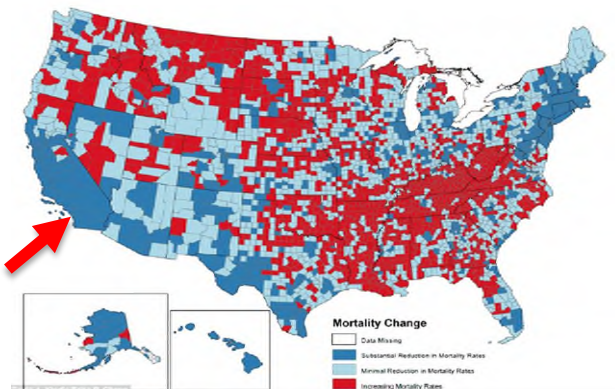 Mortality Change
Data Missing
Substantial Reduction in Mortality Rates
Minimal Reduction in Mortality Rates
Increasing Mortality Rates